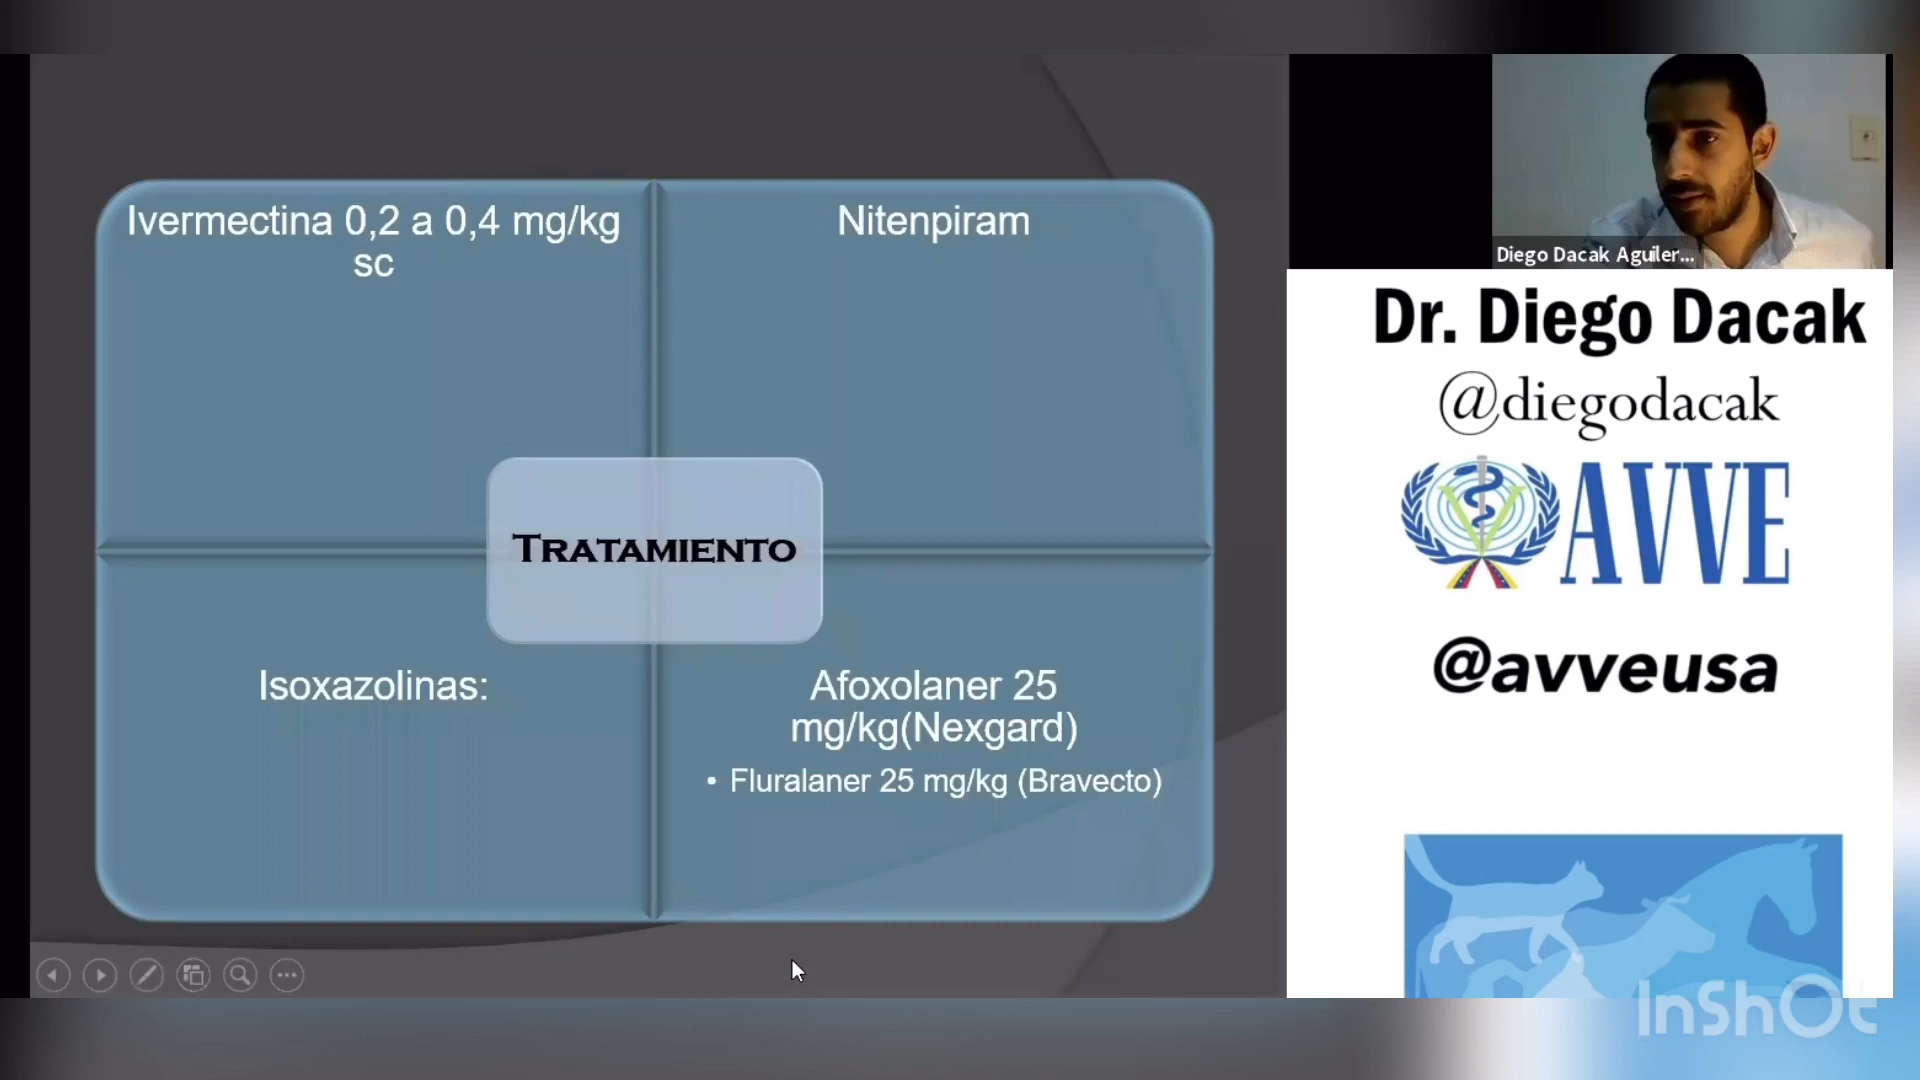 Ivermectina 0,2 a 0,4 mg/kg
sc
Nitenpiram
TRATAMIENTO
Isoxazolinas:
Afoxolaner 25
mg/kg(Nexgard)
• Fluralaner 25 mg/kg (Bravecto)
Diego Dacak Aguiler...
Dr. Diego Dacak
@diegodacak
AVVE
@avveusa
InShOt